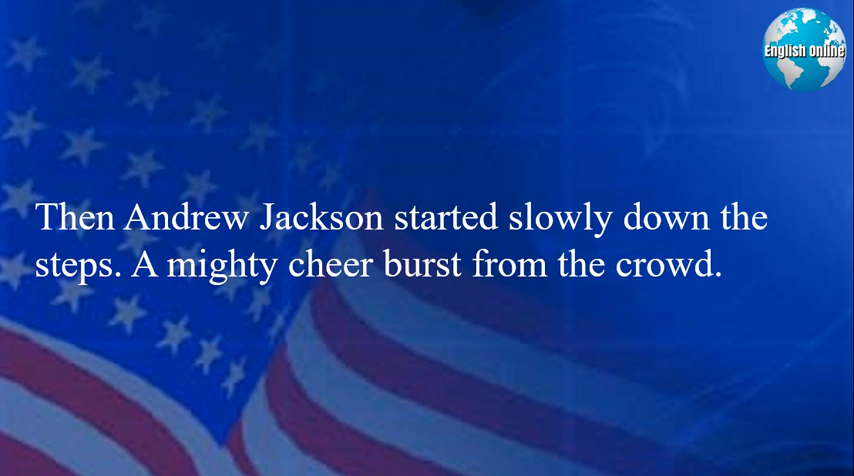 English Online
Then Andrew Jackson started slowly down the
steps. A mighty cheer burst from the crowd.